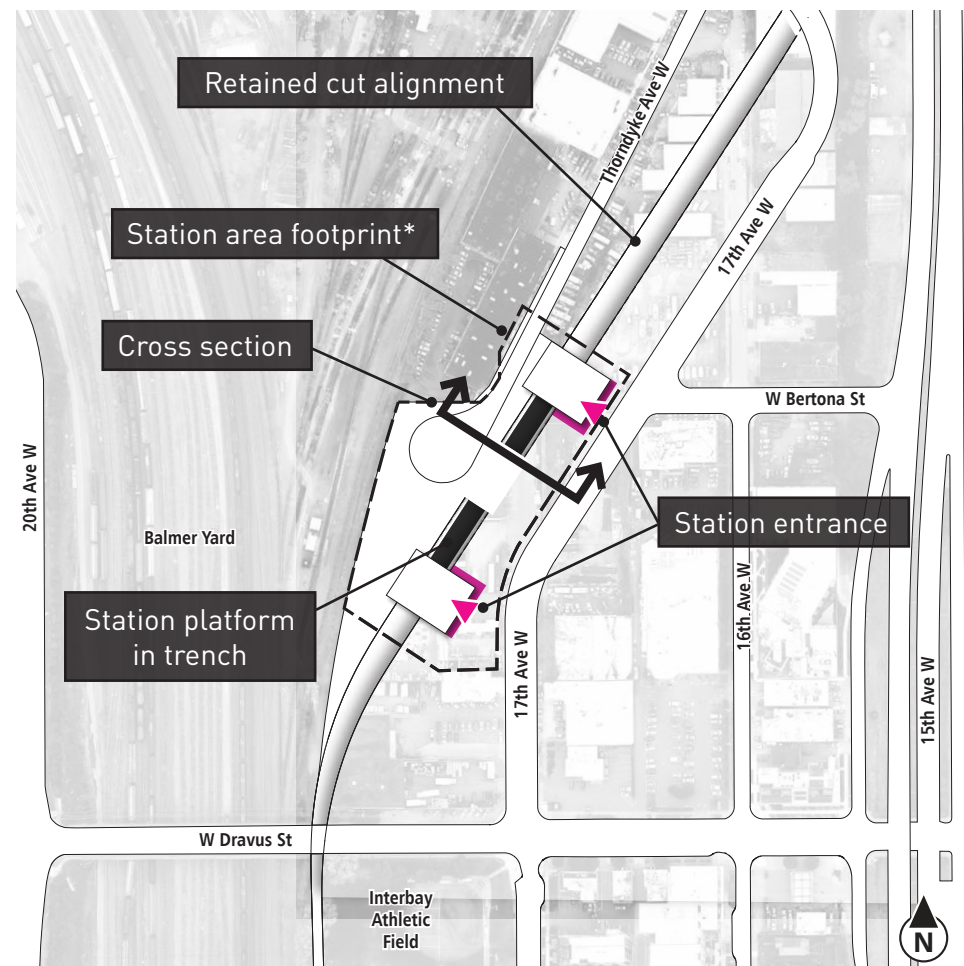 Retained cut alignment
Thorndyke Ave W
Station area footprint*
17th Ave W
Cross section
W Bertona St
20th Ave W
Balmer Yard
Station entrance
Station platform
in trench
16th Ave W
17th Ave W
15th Ave W
W Dravus St
Interbay
Athletic
Field
N